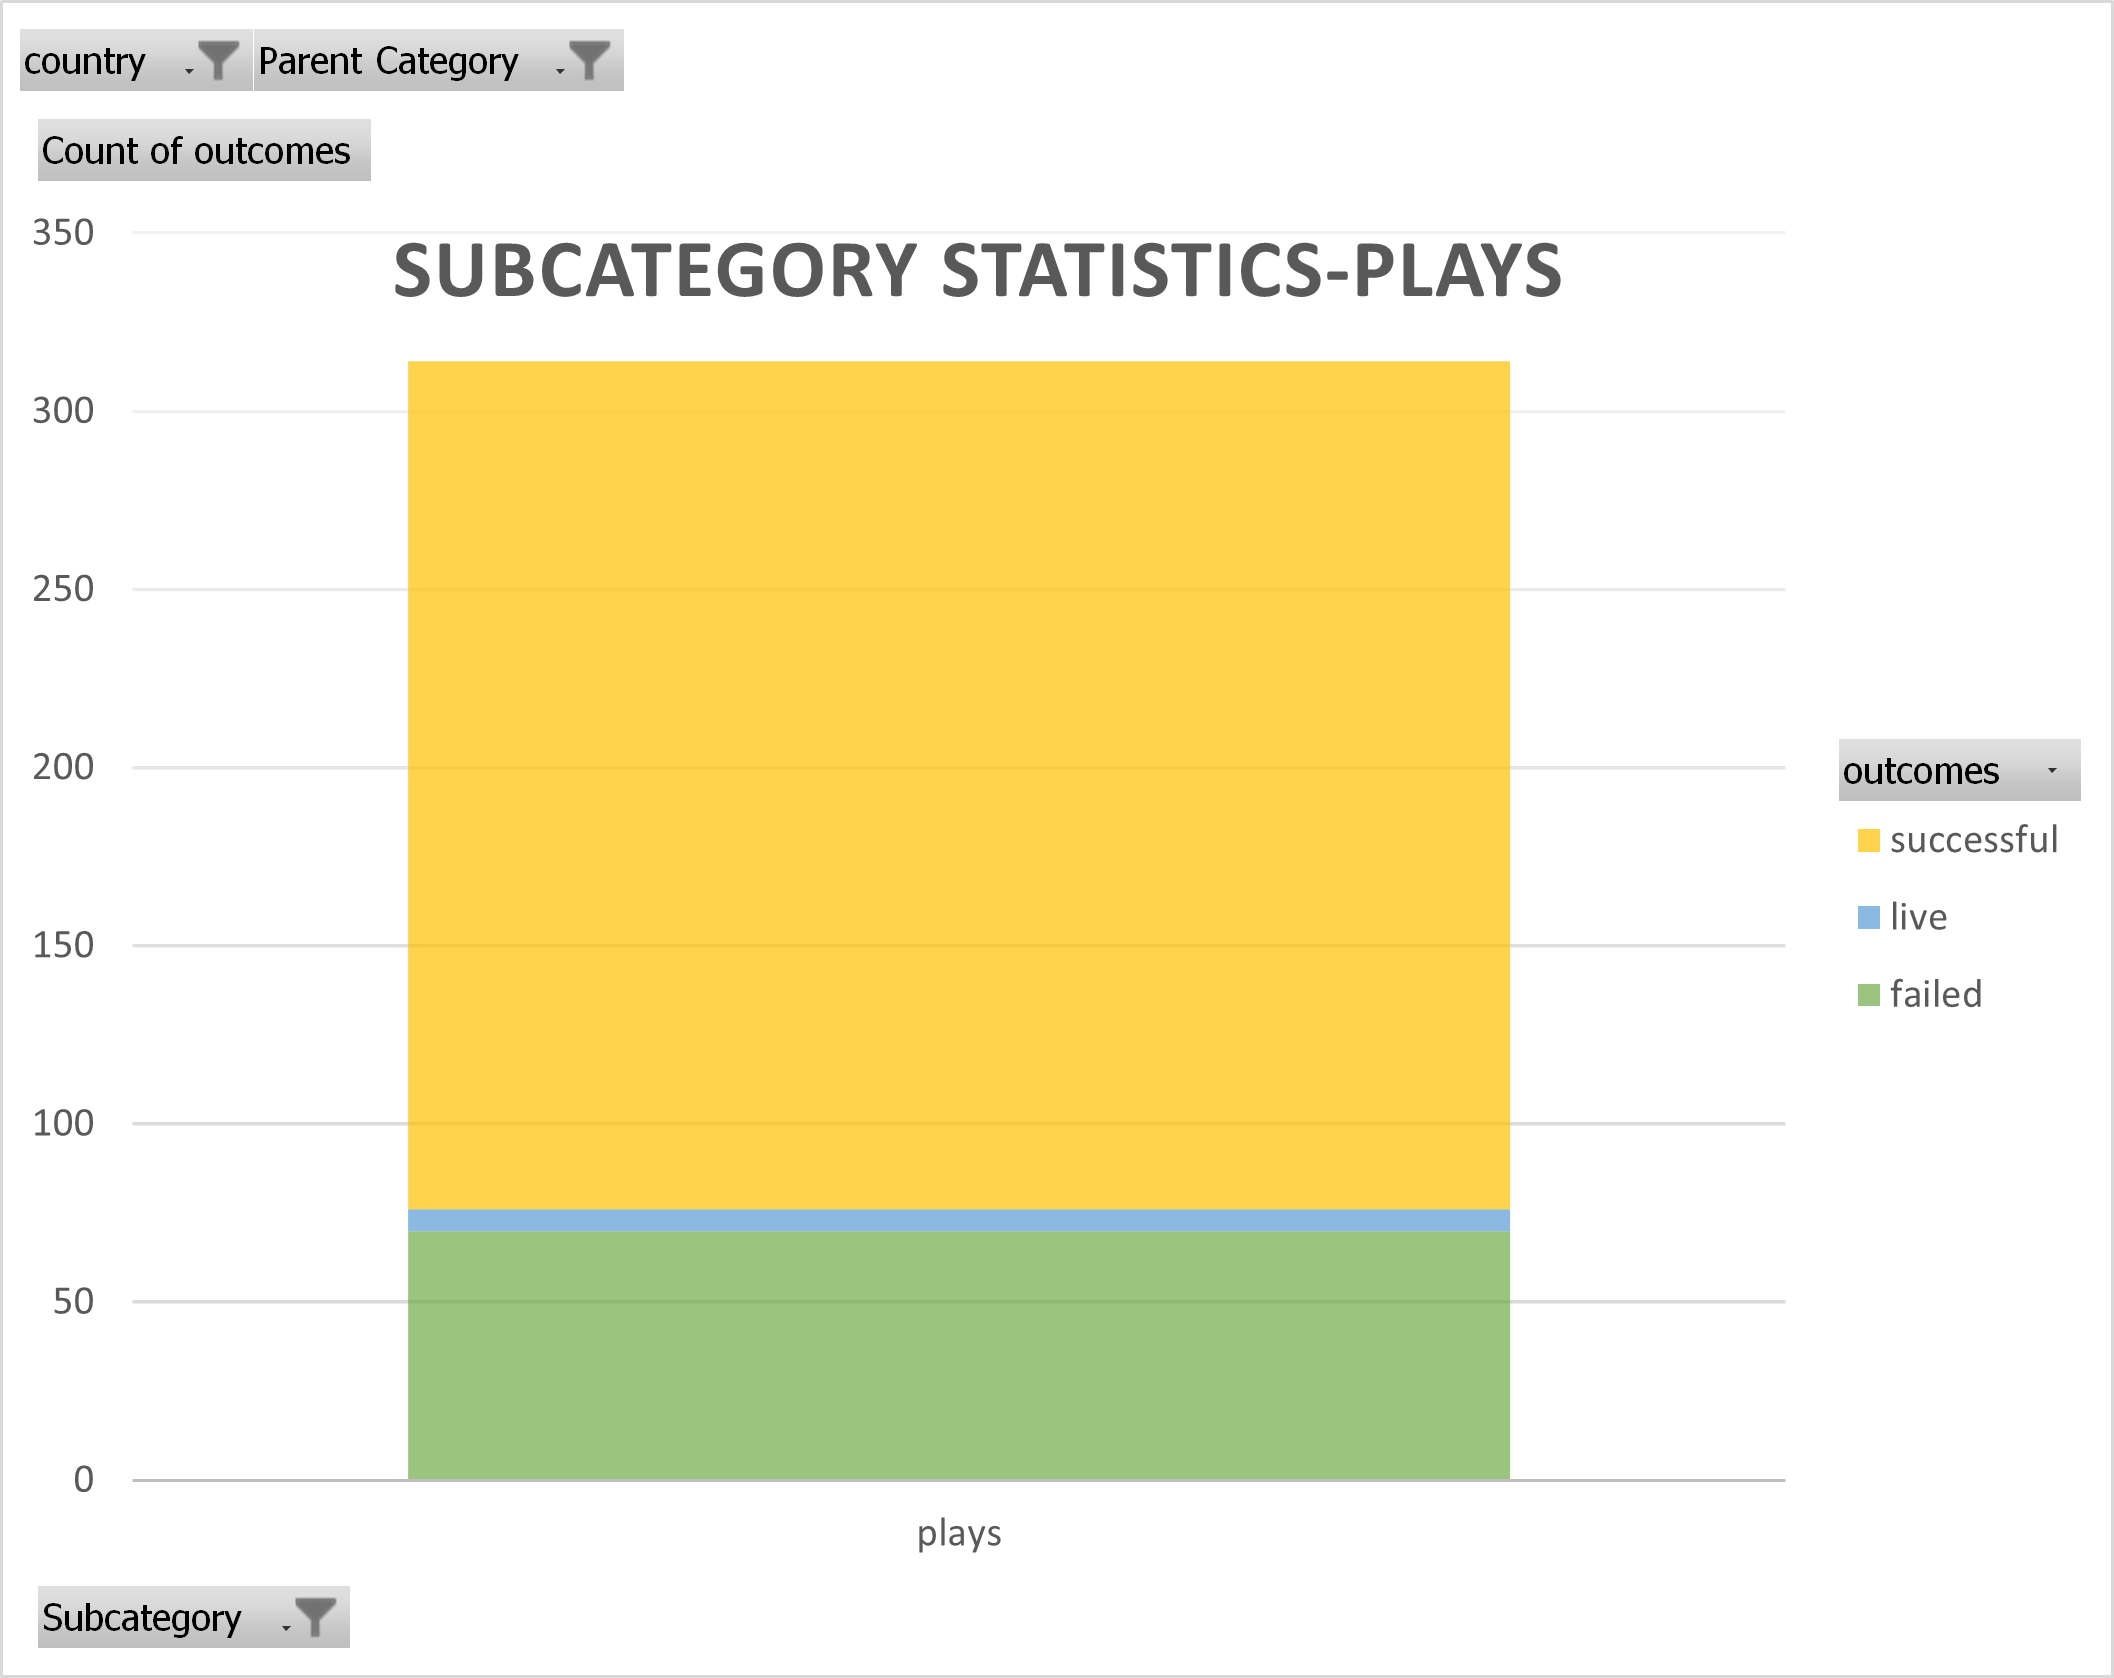 country Parent Category
Count of outcomes
SUBCATEGORY STATISTICS-PLAYS
350
300
250
200
150
100
50
0
plays
outcomes
successful
live
failed
Subcategory